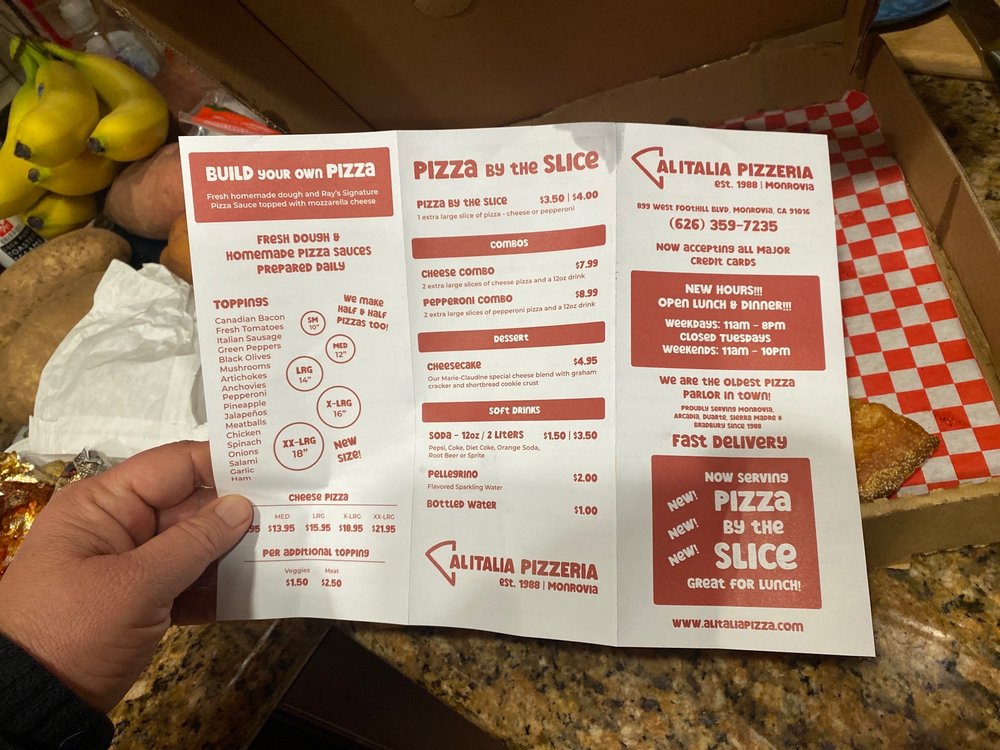 BUILD YOUR OWN PIZZA
Fresh homemade dough and Ray's Signature
Pizza Sauce topped with mozzarella cheese
FRESH DOUGH &
HOMEMADE PIZZA SAUCES
PREPARED DAILY
TOPPINGS
Canadian Bacon
Fresh Tomatoes
Italian Sausage
Green Peppers
Black Olives
Mushrooms
Artichokes
Anchovies
Pepperoni
Pineapple
Jalapeños
Meatballs
Chicken
Spinach
Onions
Salami
Garlic
Ham
WE MAKE
HALF & HALF
PIZZAS TOO!
SM
10"
MED
12"
LRG
14"
X-LRG
16"
XX-LRG
18"
NEW
SIZE!
CHEESE PIZZA
MED LRG X-LRG XX-LRG
95 $13.95 $15.95 $18.95 $21.95
PER ADDITIONAL TOPPING
Veggies Meat
$1.50 $2.50
PIZZA BY THE SLICE
PIZZA BY THE SLICE $3.50 | $4.00
1 extra large slice of pizza - cheese or pepperoni
COMBOS
CHEESE COMBO $7.99
2 extra large slices of cheese pizza and a 12oz drink
PEPPERONI COMBO $8.99
2 extra large slices of pepperoni pizza and a 12oz drink
DESSERT
CHEESECAKE $4.95
Our Marie-Claudine special cheese blend with graham
cracker and shortbread cookie crust
SOFT DRINKS
SODA - 12oz / 2 LITERS $1.50 | $3.50
Pepsi, Coke, Diet Coke, Orange Soda,
Root Beer or Sprite
PELLEGRINO $2.00
Flavored Sparkling Water
BOTTLED WATER $1.00
ALITALIA PIZZERIA
EST. 1988 | MONROVIA
ALITALIA PIZZERIA
EST. 1988 | MONROVIA
899 WEST FOOTHILL BLVD, MONROVIA, CA 91016
(626) 359-7235
NOW ACCEPTING ALL MAJOR
CREDIT CARDS
NEW HOURS!!!
OPEN LUNCH & DINNER!!!
WEEKDAYS: 11AM - 8PM
CLOSED TUESDAYS
WEEKENDS: 11AM - 10PM
WE ARE THE OLDEST PIZZA
PARLOR IN TOWN!
PROUDLY SERVING MONROVIA,
ARCADIA, DUARTE, SIERRA MADRE &
BRADBURY SINCE 1988
FAST DELIVERY
NOW SERVING
NEW!
NEW!
NEW!
PIZZA
BY THE
SLICE
GREAT FOR LUNCH!
WWW.ALITALIAPIZZA.COM